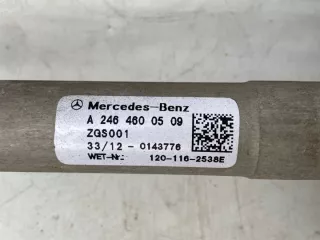 Mercedes-Benz
A 246 460 05 09
ZGS001
33/12 - 0143776
WET-Nr.: 120-116-2538E